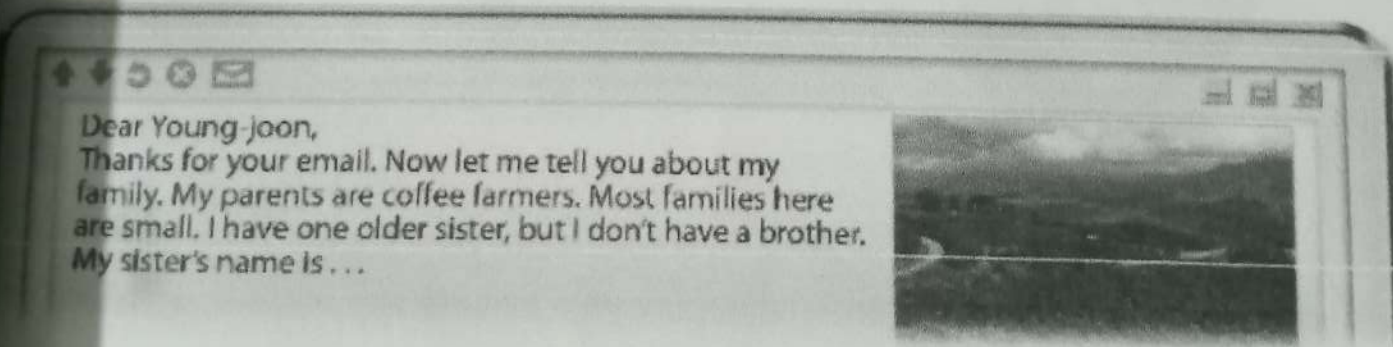 Dear Young-joon,
Thanks for your email. Now let me tell you about my
family. My parents are coffee farmers. Most families here
are small. I have one older sister, but I don't have a brother.
My sister's name is . . .